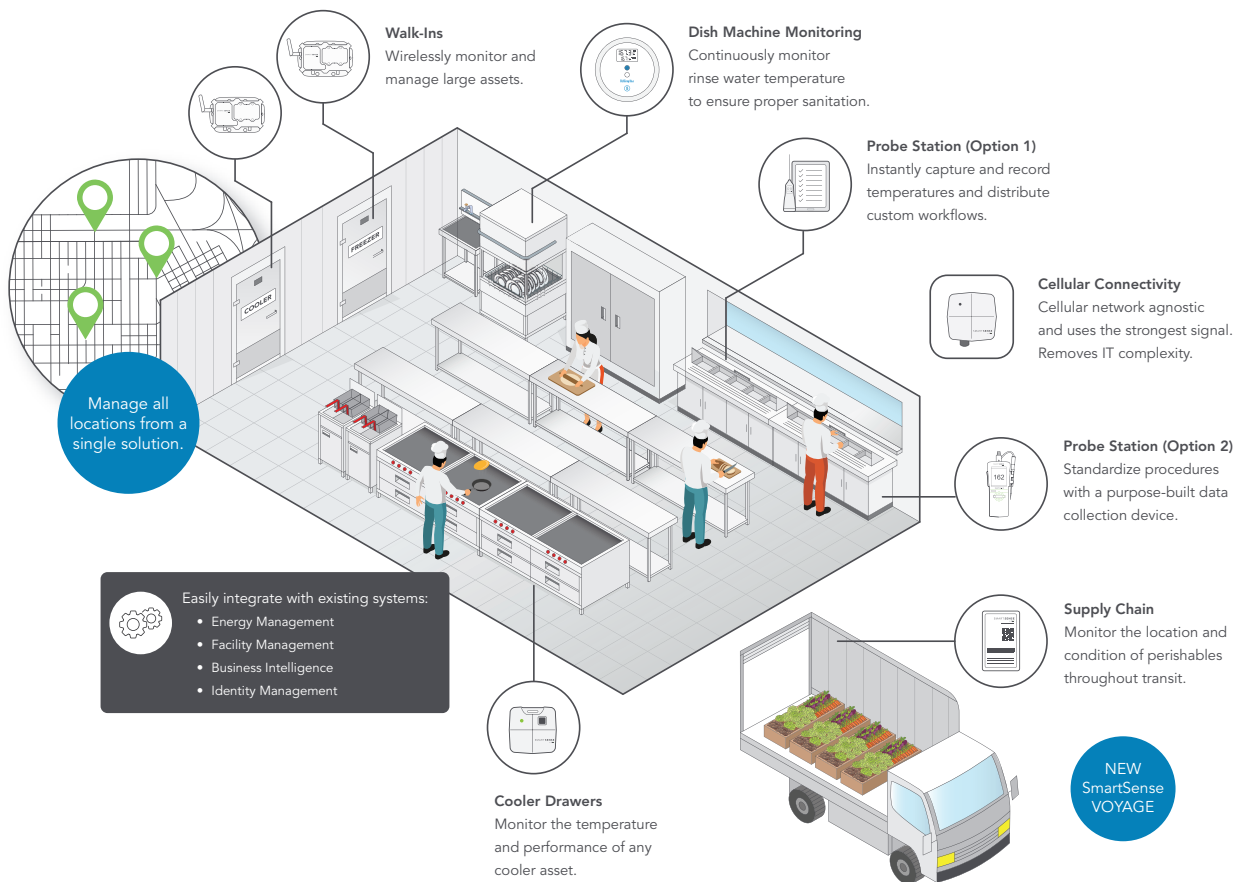 Walk-Ins
Wirelessly monitor and
manage large assets.
Dish Machine Monitoring
Continuously monitor
rinse water temperature
to ensure proper sanitation.
Probe Station (Option 1)
Instantly capture and record
temperatures and distribute
custom workflows.
FREEZER
COOLER
Cellular Connectivity
Cellular network agnostic
and uses the strongest signal.
Removes IT complexity.
Manage all
locations from a
single solution.
Probe Station (Option 2)
Standardize procedures
with a purpose-built data
collection device.
162
Easily integrate with existing systems:
• Energy Management
• Facility Management
• Business Intelligence
• Identity Management
Supply Chain
Monitor the location and
condition of perishables
throughout transit.
Cooler Drawers
Monitor the temperature
and performance of any
cooler asset.
NEW
SmartSense
VOYAGE